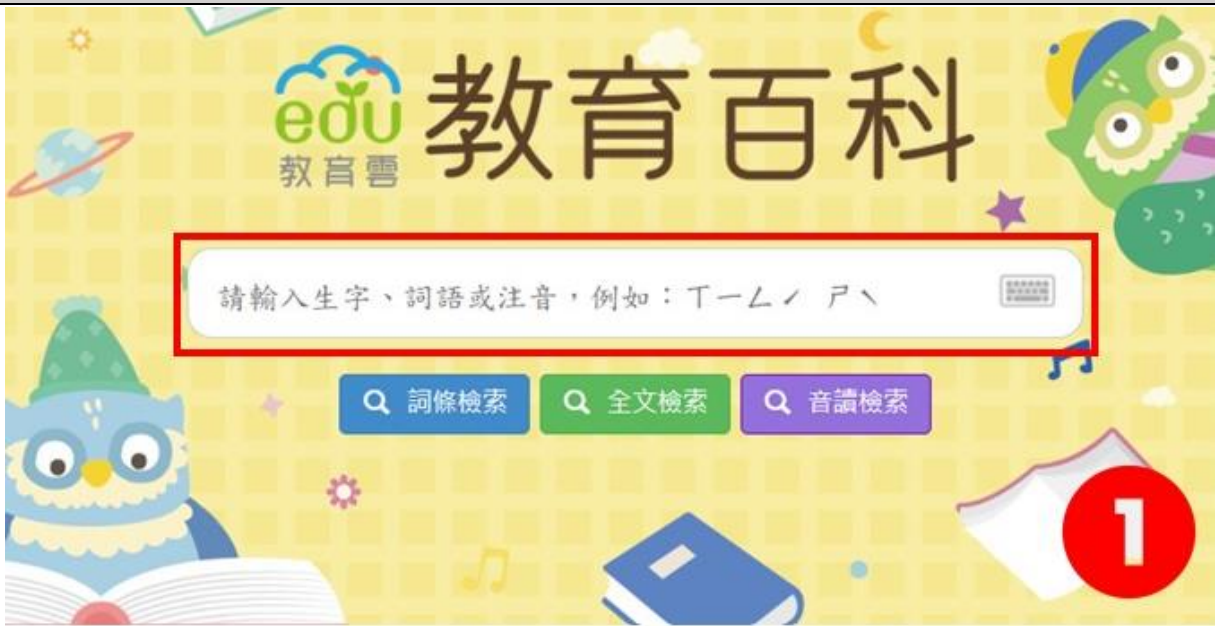 edu 教育百科
教育雲
請輸入生字、詞語或注音，例如：ㄒㄧㄥˊ ㄕˋ
詞條檢索 全文檢索 音讀檢索
1